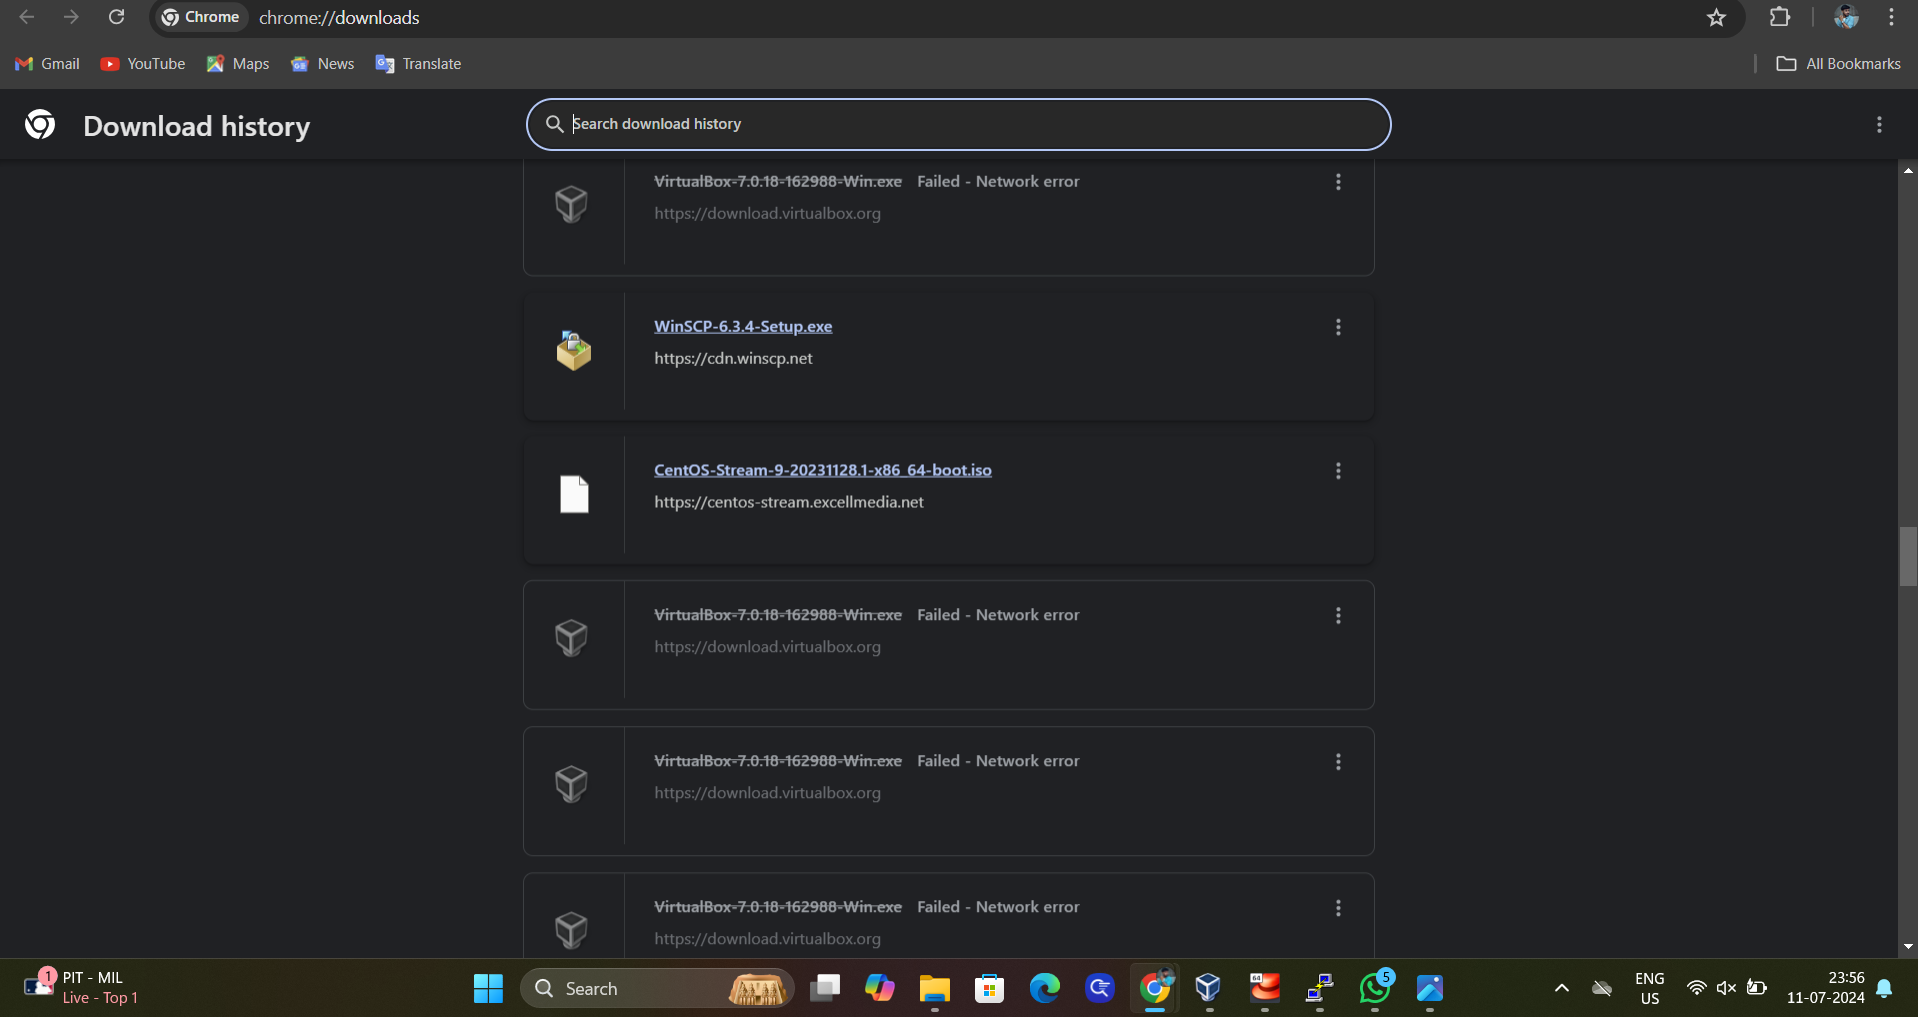 Chrome chrome://downloads
Gmail YouTube Maps News Translate All Bookmarks
Download history Search download history
VirtualBox-7.0.18-162988-Win.exe Failed - Network error
https://download.virtualbox.org
WinSCP-6.3.4-Setup.exe
https://cdn.winscp.net
CentOS-Stream-9-20231128.1-x86_64-boot.iso
https://centos-stream.excellmedia.net
VirtualBox-7.0.18-162988-Win.exe Failed - Network error
https://download.virtualbox.org
VirtualBox-7.0.18-162988-Win.exe Failed - Network error
https://download.virtualbox.org
VirtualBox-7.0.18-162988-Win.exe Failed - Network error
https://download.virtualbox.org
1 PIT - MIL
Live - Top 1
Search
64
5
ENG
US
23:56
11-07-2024